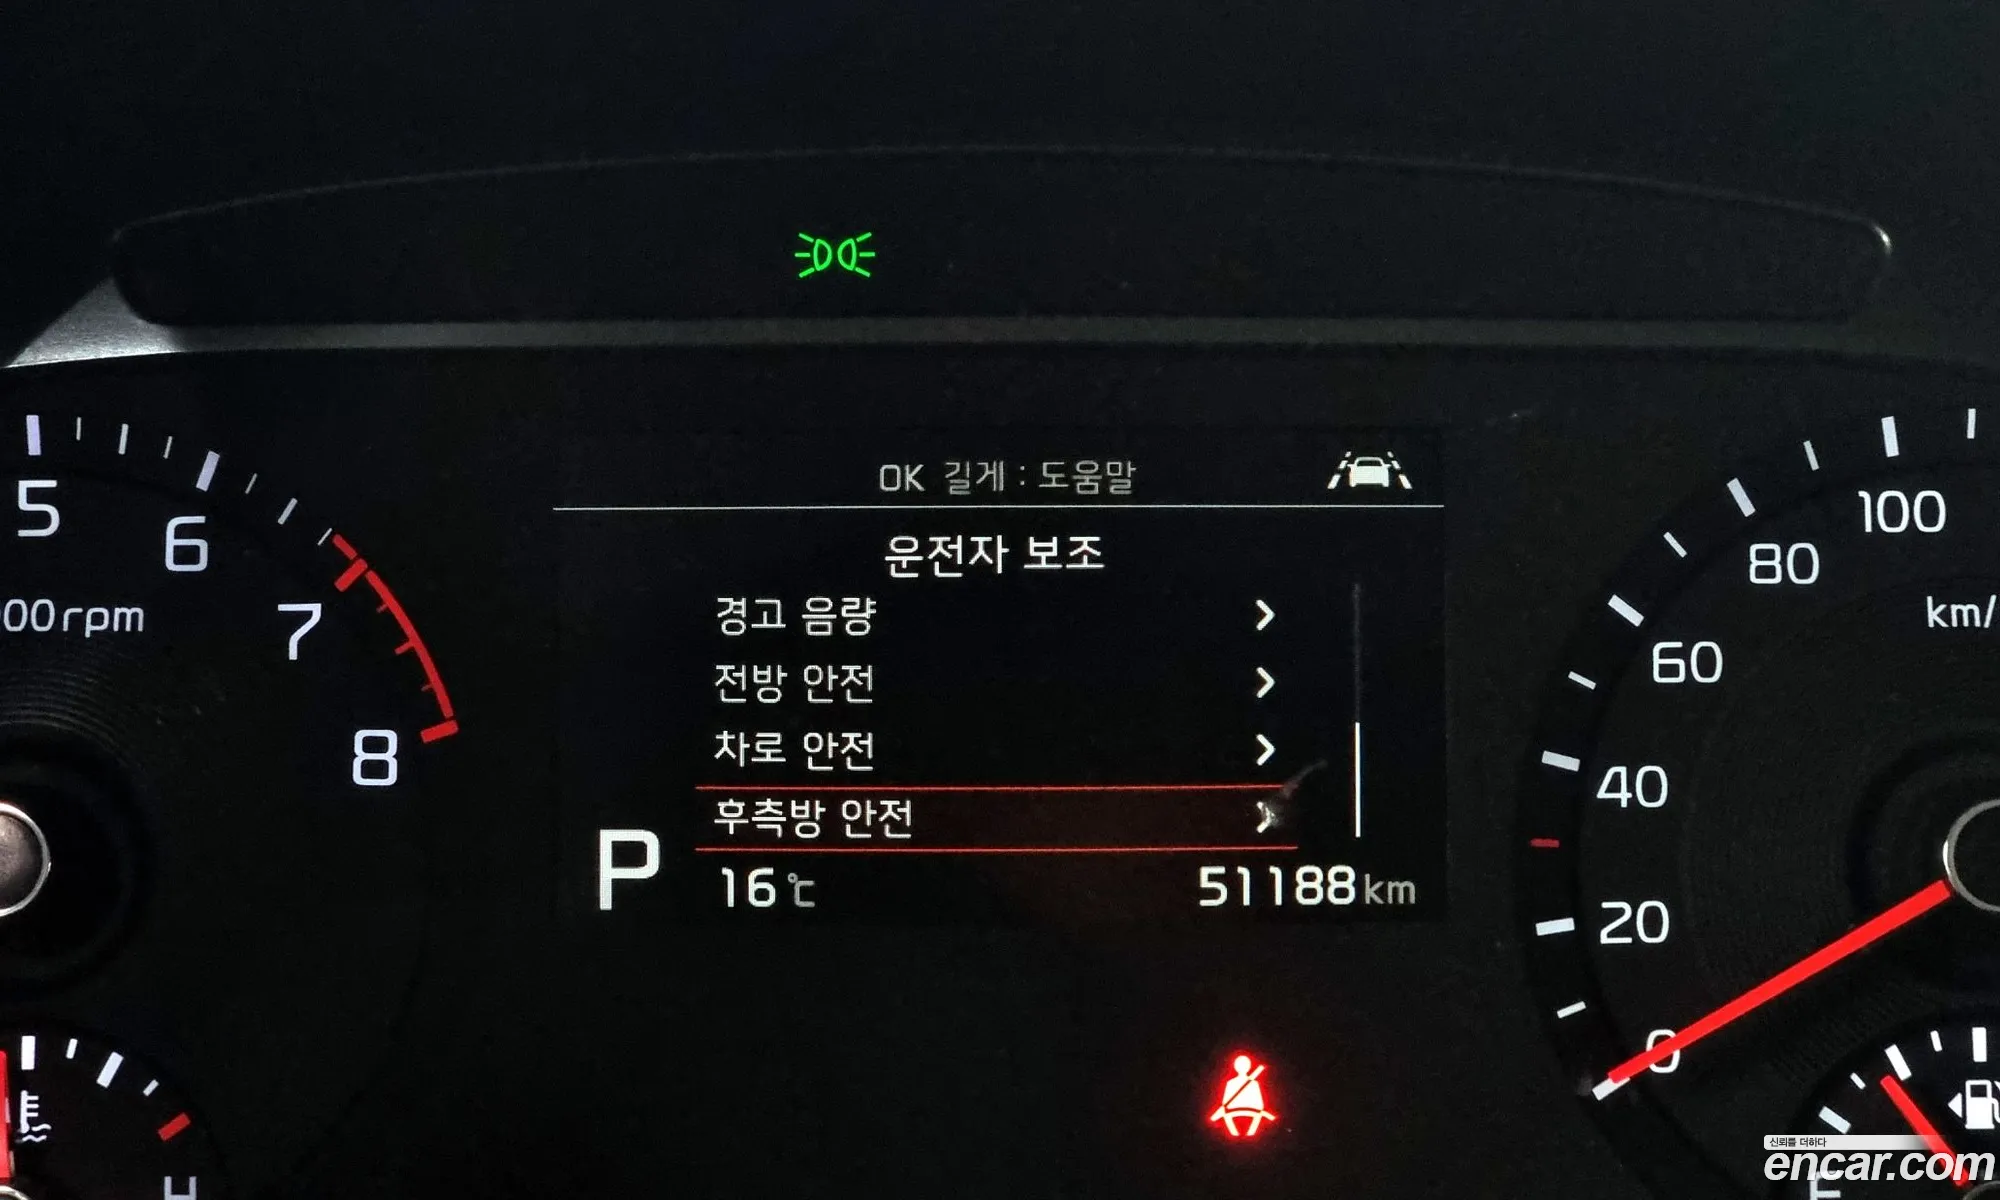 OK 길게 : 도움말
운전자 보조
경고 음량
전방 안전
차로 안전
후측방 안전
P
16℃
51188 km
5
6
7
8
00rpm
100
80
60
40
20
0
km/
H
신뢰를 더하다
encar.com